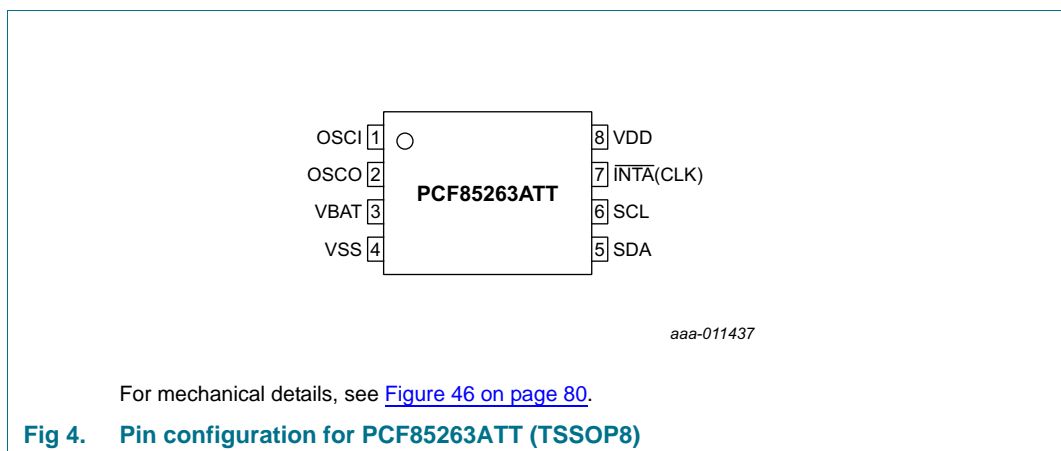 OSCI 1 8 VDD
OSCO 2 7 I̅N̅T̅A̅(CLK)
PCF85263ATT
VBAT 3 6 SCL
VSS 4 5 SDA
aaa-011437
For mechanical details, see Figure 46 on page 80.
Fig 4. Pin configuration for PCF85263ATT (TSSOP8)